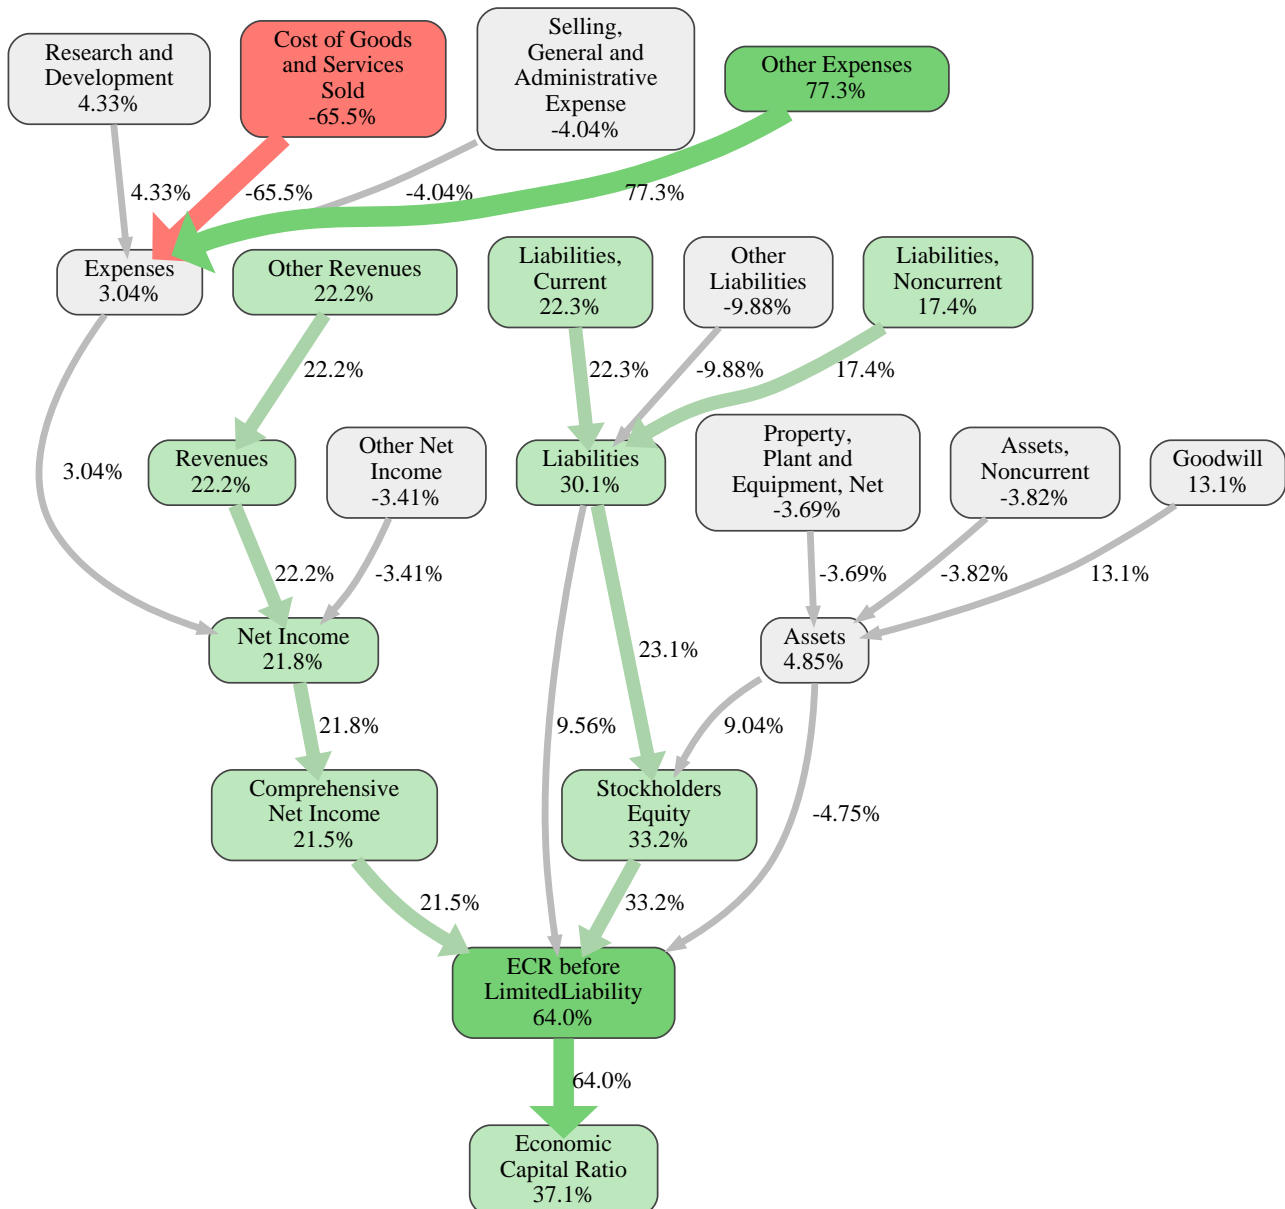 Research and
Development
4.33%
Cost of Goods
and Services
Sold
-65.5%
Selling,
General and
Administrative
Expense
-4.04%
Other Expenses
77.3%
4.33%
-65.5%
-4.04%
77.3%
Expenses
3.04%
Other Revenues
22.2%
Liabilities,
Current
22.3%
Other
Liabilities
-9.88%
Liabilities,
Noncurrent
17.4%
22.2%
22.3%
-9.88%
17.4%
3.04%
Revenues
22.2%
Other Net
Income
-3.41%
Liabilities
30.1%
Property,
Plant and
Equipment, Net
-3.69%
Assets,
Noncurrent
-3.82%
Goodwill
13.1%
22.2%
-3.41%
-3.69%
-3.82%
13.1%
Net Income
21.8%
23.1%
Assets
4.85%
21.8%
9.56%
9.04%
Comprehensive
Net Income
21.5%
Stockholders
Equity
33.2%
-4.75%
21.5%
33.2%
ECR before
LimitedLiability
64.0%
64.0%
Economic
Capital Ratio
37.1%